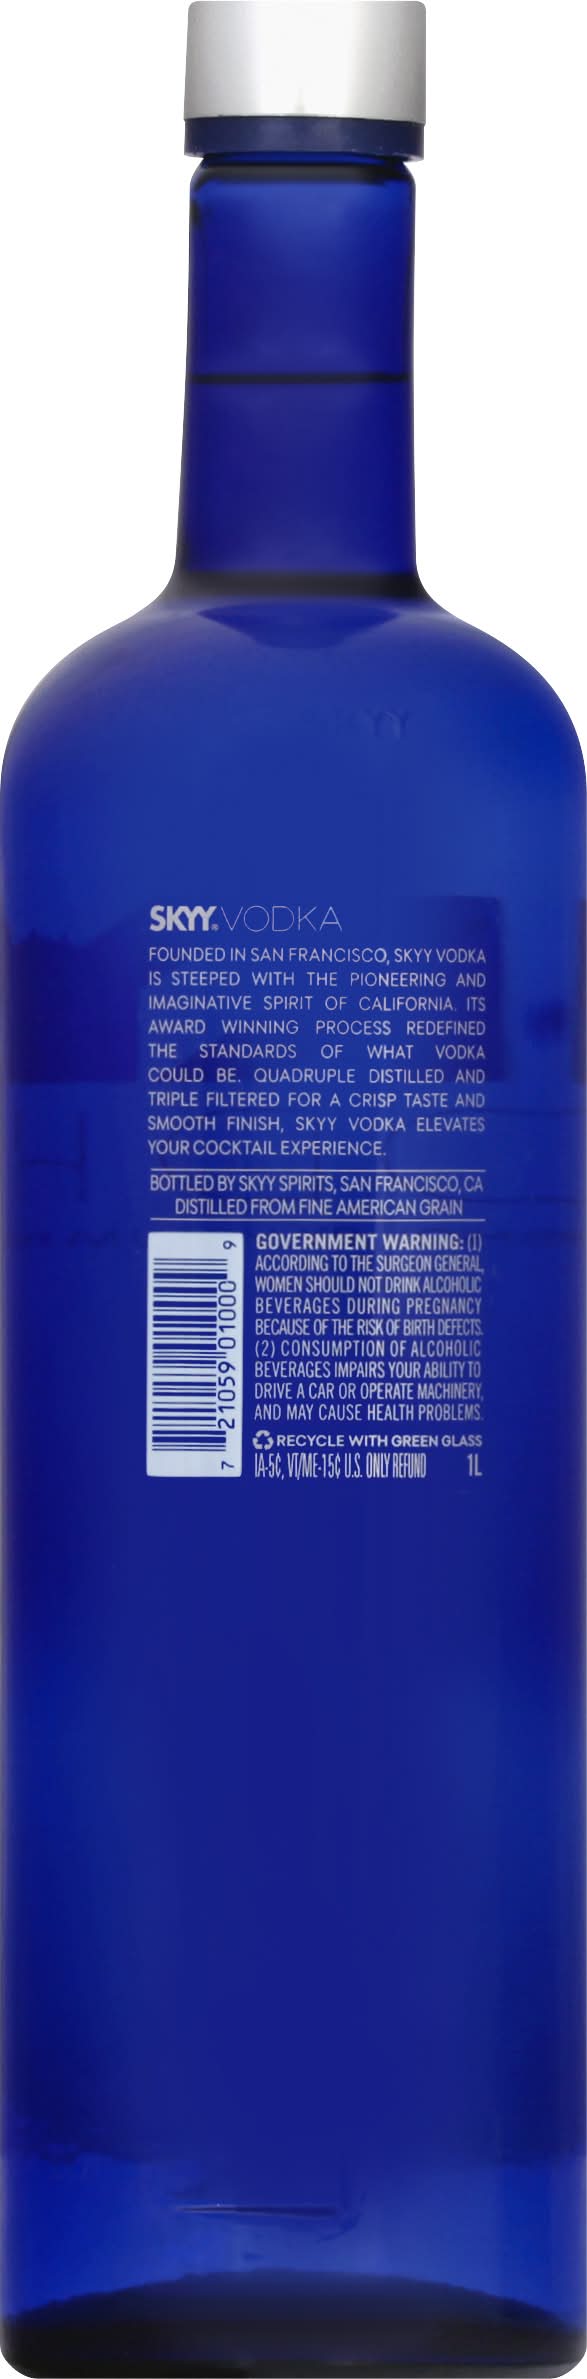 SKYY® VODKA
FOUNDED IN SAN FRANCISCO, SKYY VODKA
IS STEEPED WITH THE PIONEERING AND
IMAGINATIVE SPIRIT OF CALIFORNIA. ITS
AWARD WINNING PROCESS REDEFINED
THE STANDARDS OF WHAT VODKA
COULD BE. QUADRUPLE DISTILLED AND
TRIPLE FILTERED FOR A CRISP TASTE AND
SMOOTH FINISH, SKYY VODKA ELEVATES
YOUR COCKTAIL EXPERIENCE.
BOTTLED BY SKYY SPIRITS, SAN FRANCISCO, CA
DISTILLED FROM FINE AMERICAN GRAIN
7 21059 01000 9
GOVERNMENT WARNING: (1)
ACCORDING TO THE SURGEON GENERAL,
WOMEN SHOULD NOT DRINK ALCOHOLIC
BEVERAGES DURING PREGNANCY
BECAUSE OF THE RISK OF BIRTH DEFECTS.
(2) CONSUMPTION OF ALCOHOLIC
BEVERAGES IMPAIRS YOUR ABILITY TO
DRIVE A CAR OR OPERATE MACHINERY,
AND MAY CAUSE HEALTH PROBLEMS.
RECYCLE WITH GREEN GLASS
IA-5¢, VT/ME-15¢ U.S. ONLY REFUND 1L